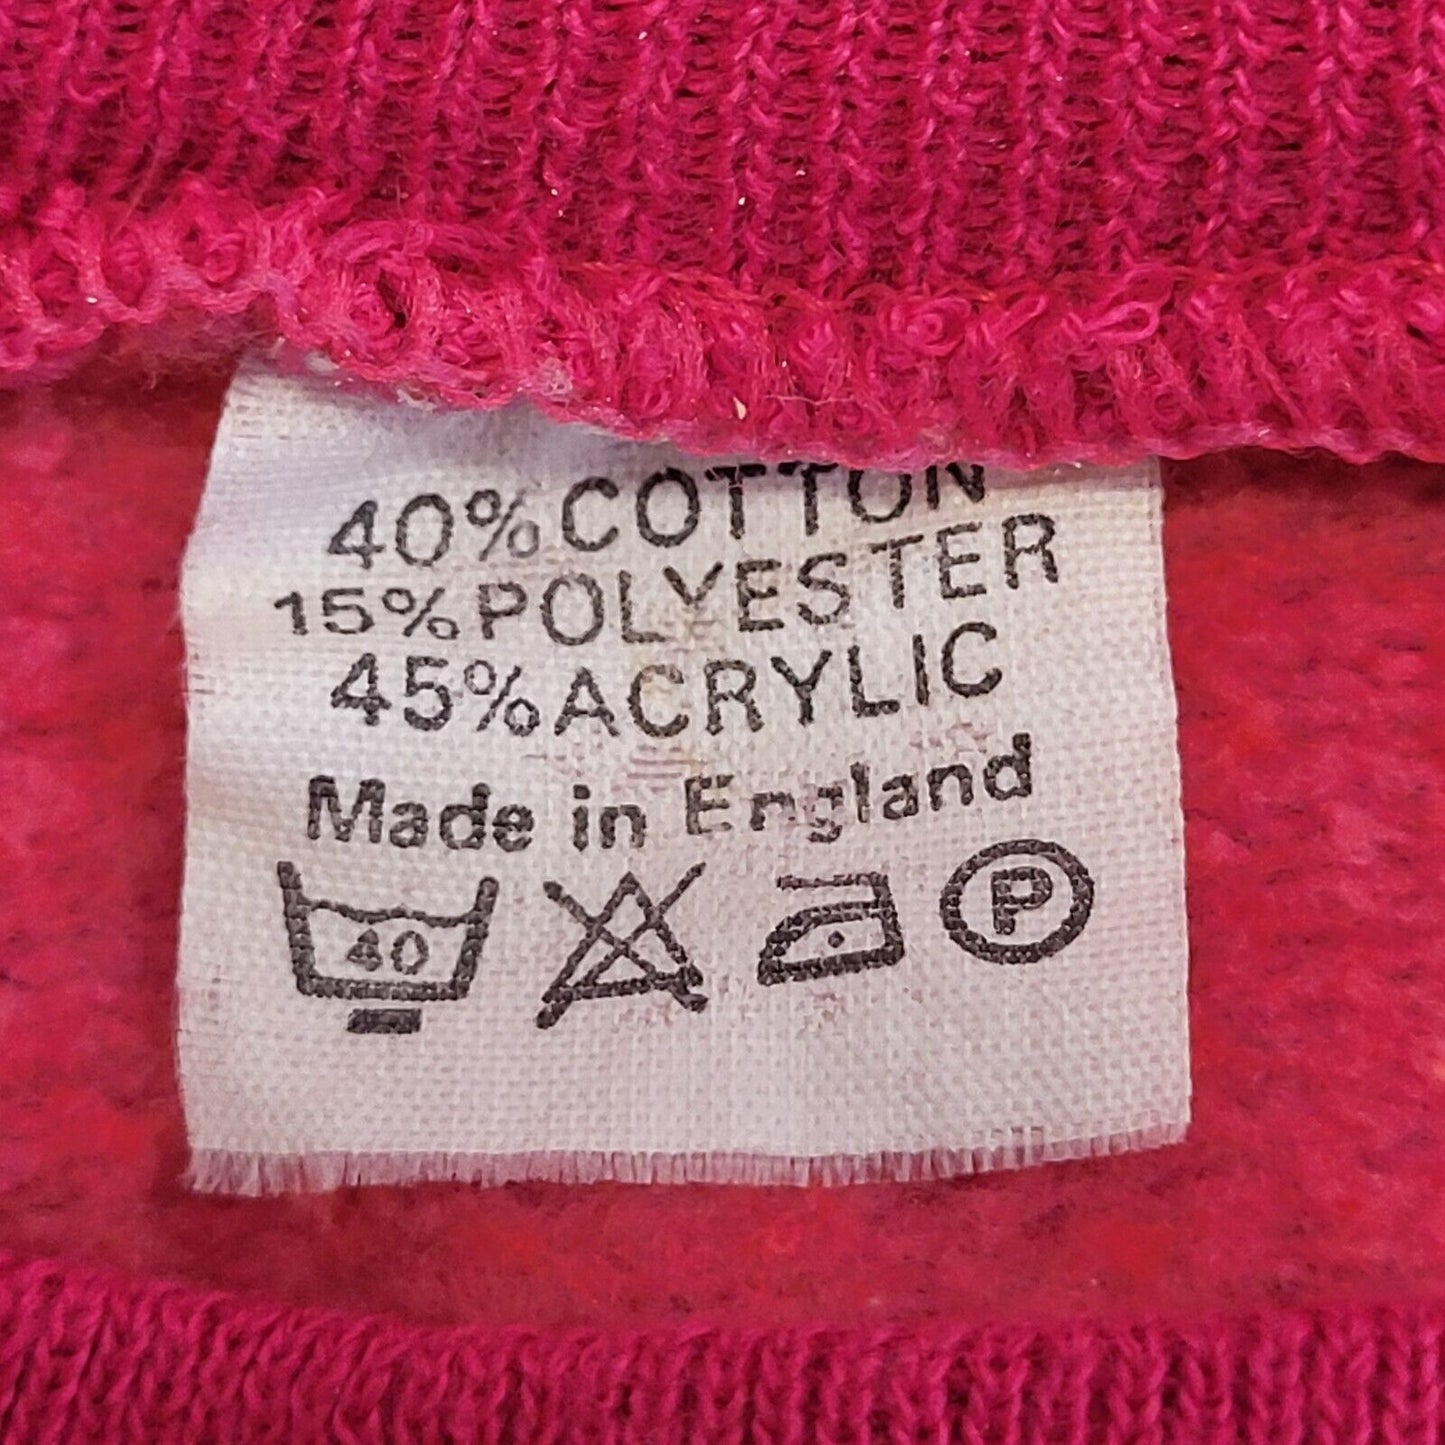 40% COTTON
15% POLYESTER
45% ACRYLIC
Made in England
40 P